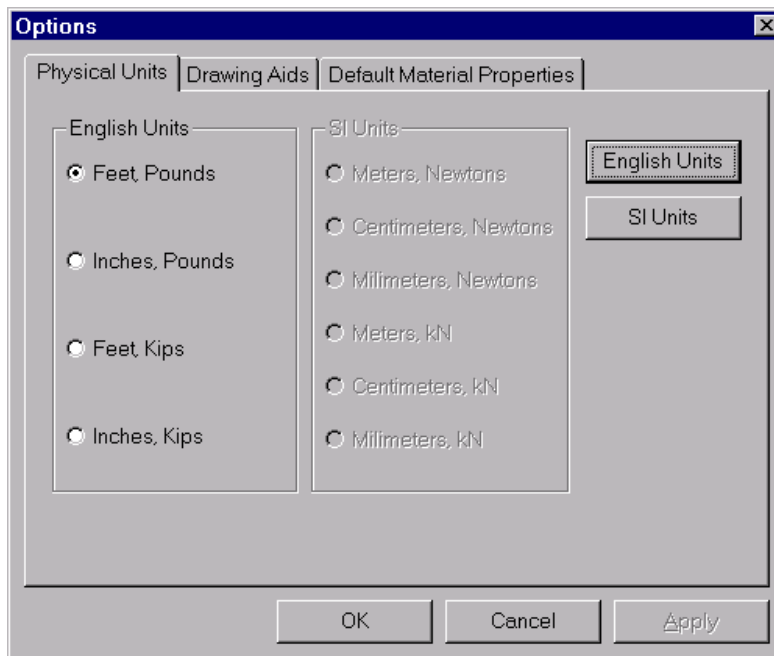 Options
Physical Units
Drawing Aids
Default Material Properties
English Units
Feet, Pounds
Inches, Pounds
Feet, Kips
Inches, Kips
SI Units
Meters, Newtons
Centimeters, Newtons
Milimeters, Newtons
Meters, kN
Centimeters, kN
Milimeters, kN
English Units
SI Units
OK
Cancel
Apply